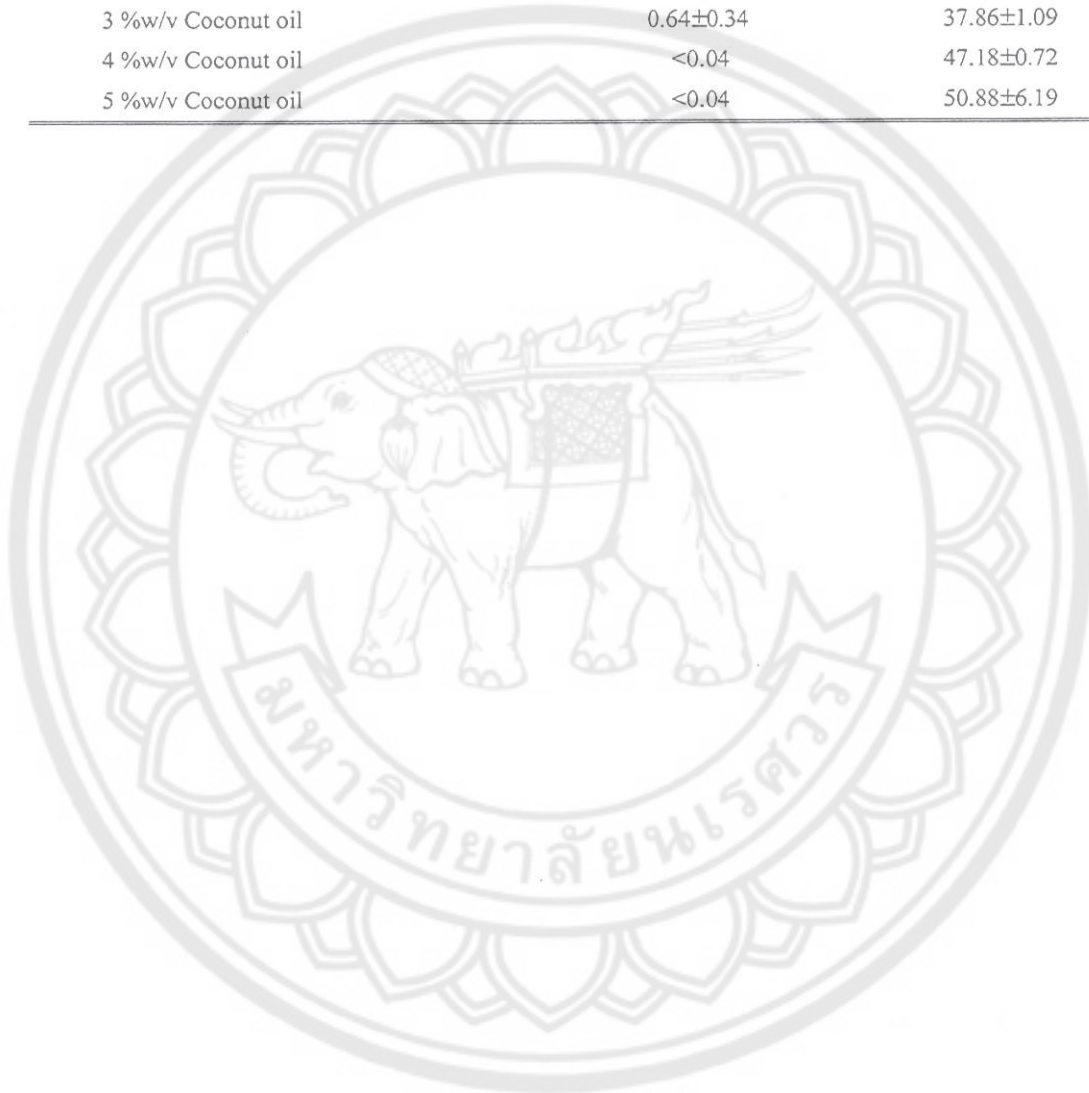 3 %w/v Coconut oil 0.64±0.34 37.86±1.09
4 %w/v Coconut oil <0.04 47.18±0.72
5 %w/v Coconut oil <0.04 50.88±6.19
มหาวิทยาลัยนเรศวร